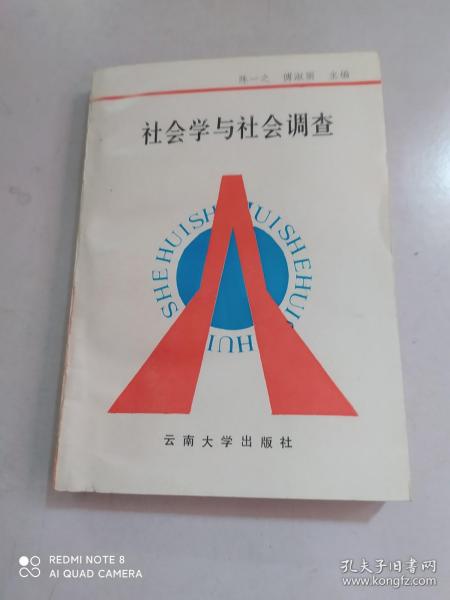 陈一之 傅淑丽 主编
社会学与社会调查
SHEHUISHEHUISHEHUI
HUI
云南大学出版社
REDMI NOTE 8
AI QUAD CAMERA
孔夫子旧书网
www.kongfz.com